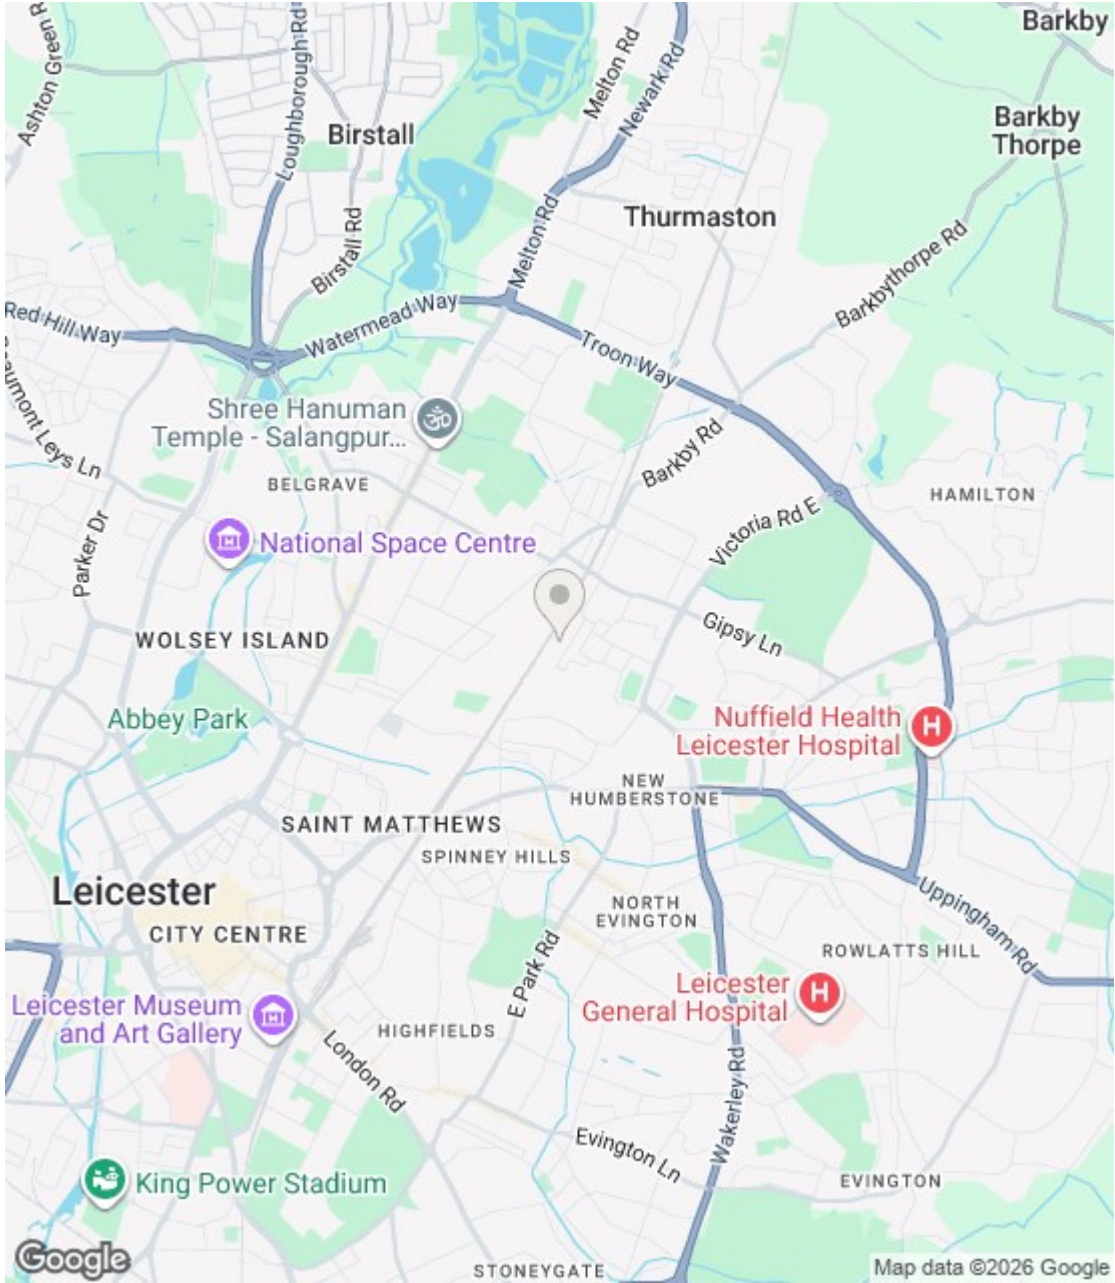 Barkby
Ashton Green R
Loughborough Rd
Melton Rd
Newark Rd
Birstall
Barkby
Thorpe
Thurmaston
Birstall Rd
Melton Rd
Barkbythorpe Rd
Red Hill Way
Watermead Way
Troon Way
aumont Leys Ln
Shree Hanuman
Temple - Salangpur...
Barkby Rd
BELGRAVE
HAMILTON
Victoria Rd E
National Space Centre
Parker Dr
WOLSEY ISLAND
Gipsy Ln
Abbey Park
Nuffield Health
Leicester Hospital
H
NEW
HUMBERSTONE
SAINT MATTHEWS
SPINNEY HILLS
Leicester
CITY CENTRE
NORTH
EVINGTON
Uppingham Rd
ROWLATTS HILL
E Park Rd
Leicester
General Hospital
H
Leicester Museum
and Art Gallery
HIGHFIELDS
London Rd
Wakerley Rd
Evington Ln
King Power Stadium
EVINGTON
STONEYGATE
Google
Map data ©2026 Google